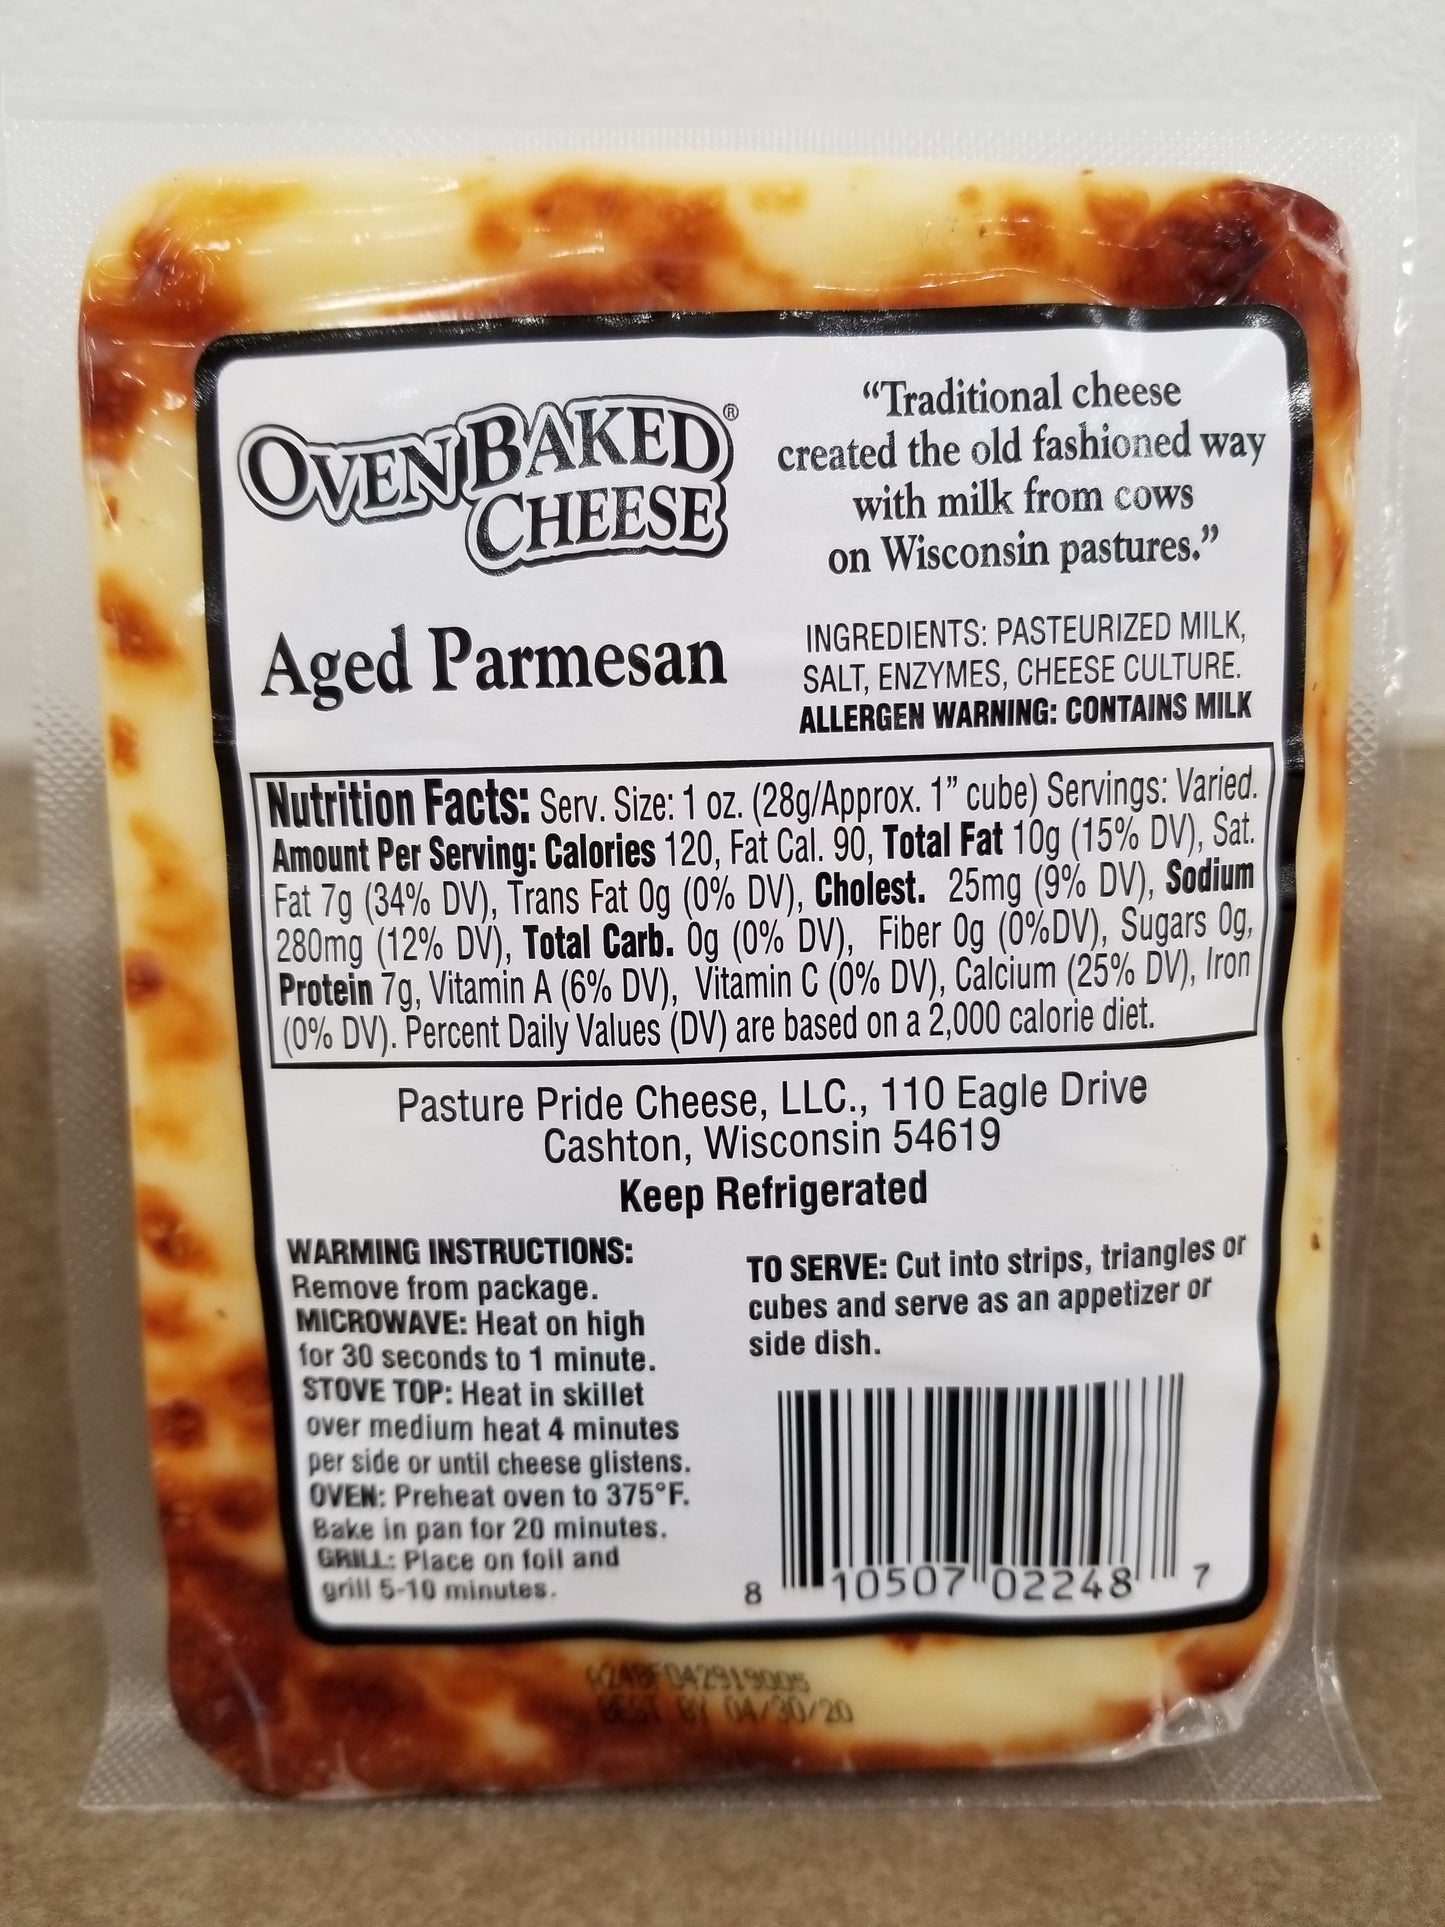 OVEN BAKED®
CHEESE
Aged Parmesan
“Traditional cheese
created the old fashioned way
with milk from cows
on Wisconsin pastures.”
INGREDIENTS: PASTEURIZED MILK,
SALT, ENZYMES, CHEESE CULTURE.
ALLERGEN WARNING: CONTAINS MILK
Nutrition Facts: Serv. Size: 1 oz. (28g/Approx. 1” cube) Servings: Varied.
Amount Per Serving: Calories 120, Fat Cal. 90, Total Fat 10g (15% DV), Sat.
Fat 7g (34% DV), Trans Fat 0g (0% DV), Cholest. 25mg (9% DV), Sodium
280mg (12% DV), Total Carb. 0g (0% DV), Fiber 0g (0%DV), Sugars 0g,
Protein 7g, Vitamin A (6% DV), Vitamin C (0% DV), Calcium (25% DV), Iron
(0% DV). Percent Daily Values (DV) are based on a 2,000 calorie diet.
Pasture Pride Cheese, LLC., 110 Eagle Drive
Cashton, Wisconsin 54619
Keep Refrigerated
WARMING INSTRUCTIONS:
Remove from package.
MICROWAVE: Heat on high
for 30 seconds to 1 minute.
STOVE TOP: Heat in skillet
over medium heat 4 minutes
per side or until cheese glistens.
OVEN: Preheat oven to 375°F.
Bake in pan for 20 minutes.
GRILL: Place on foil and
grill 5-10 minutes.
TO SERVE: Cut into strips, triangles or
cubes and serve as an appetizer or
side dish.
8 10507 02248 7
BEST BY 04/30/20